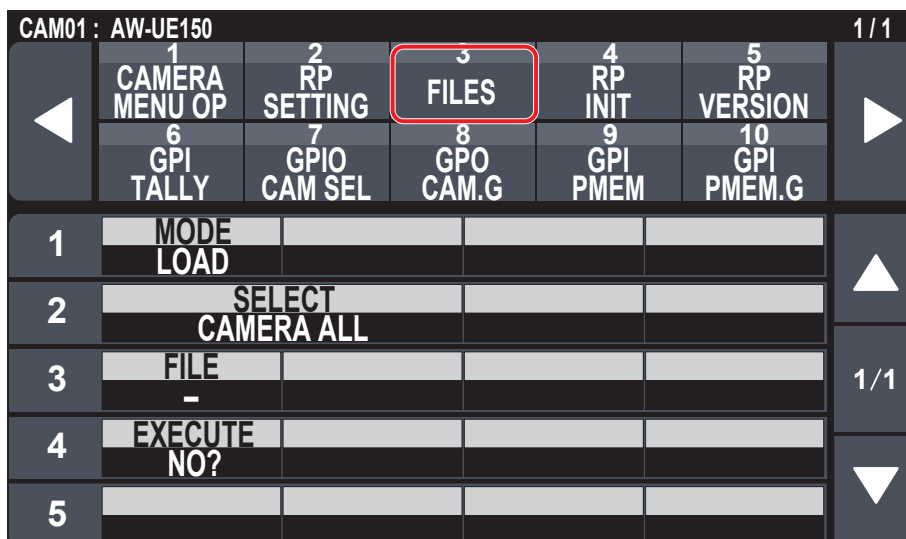 CAM01 : AW-UE150 1 / 1
1 2 3 4 5
CAMERA MENU OP RP SETTING FILES RP INIT RP VERSION
6 7 8 9 10
GPI TALLY GPIO CAM SEL GPO CAM.G GPI PMEM GPI PMEM.G
1 MODE
LOAD
2 SELECT
CAMERA ALL
3 FILE 1/1
–
4 EXECUTE
NO?
5